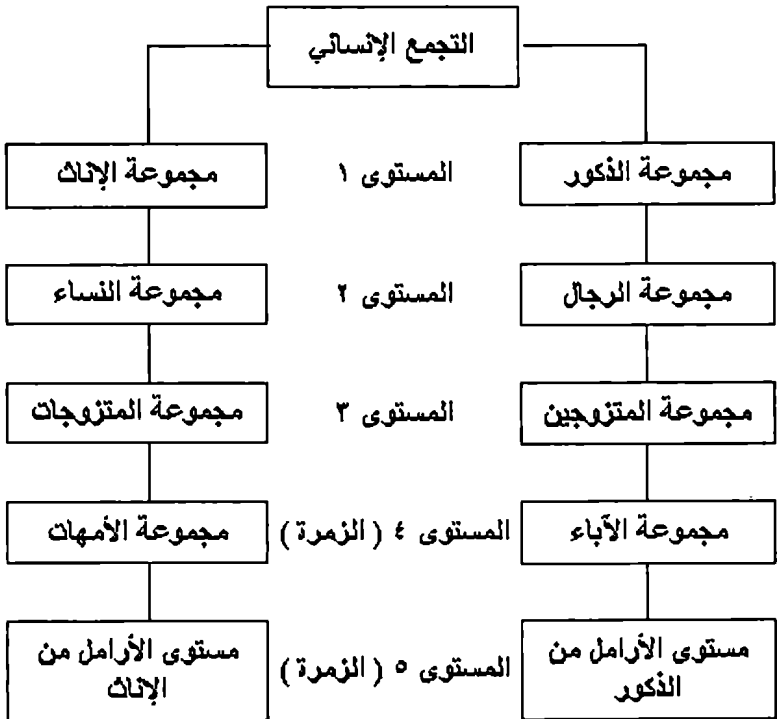 التجمع الإنساني
مجموعة الذكور
المستوى ١
مجموعة الإناث
مجموعة الرجال
المستوى ٢
مجموعة النساء
مجموعة المتزوجين
المستوى ٣
مجموعة المتزوجات
مجموعة الآباء
المستوى ٤ ( الزمرة )
مجموعة الأمهات
مستوى الأرامل من
الذكور
المستوى ٥ ( الزمرة )
مستوى الأرامل من
الإناث